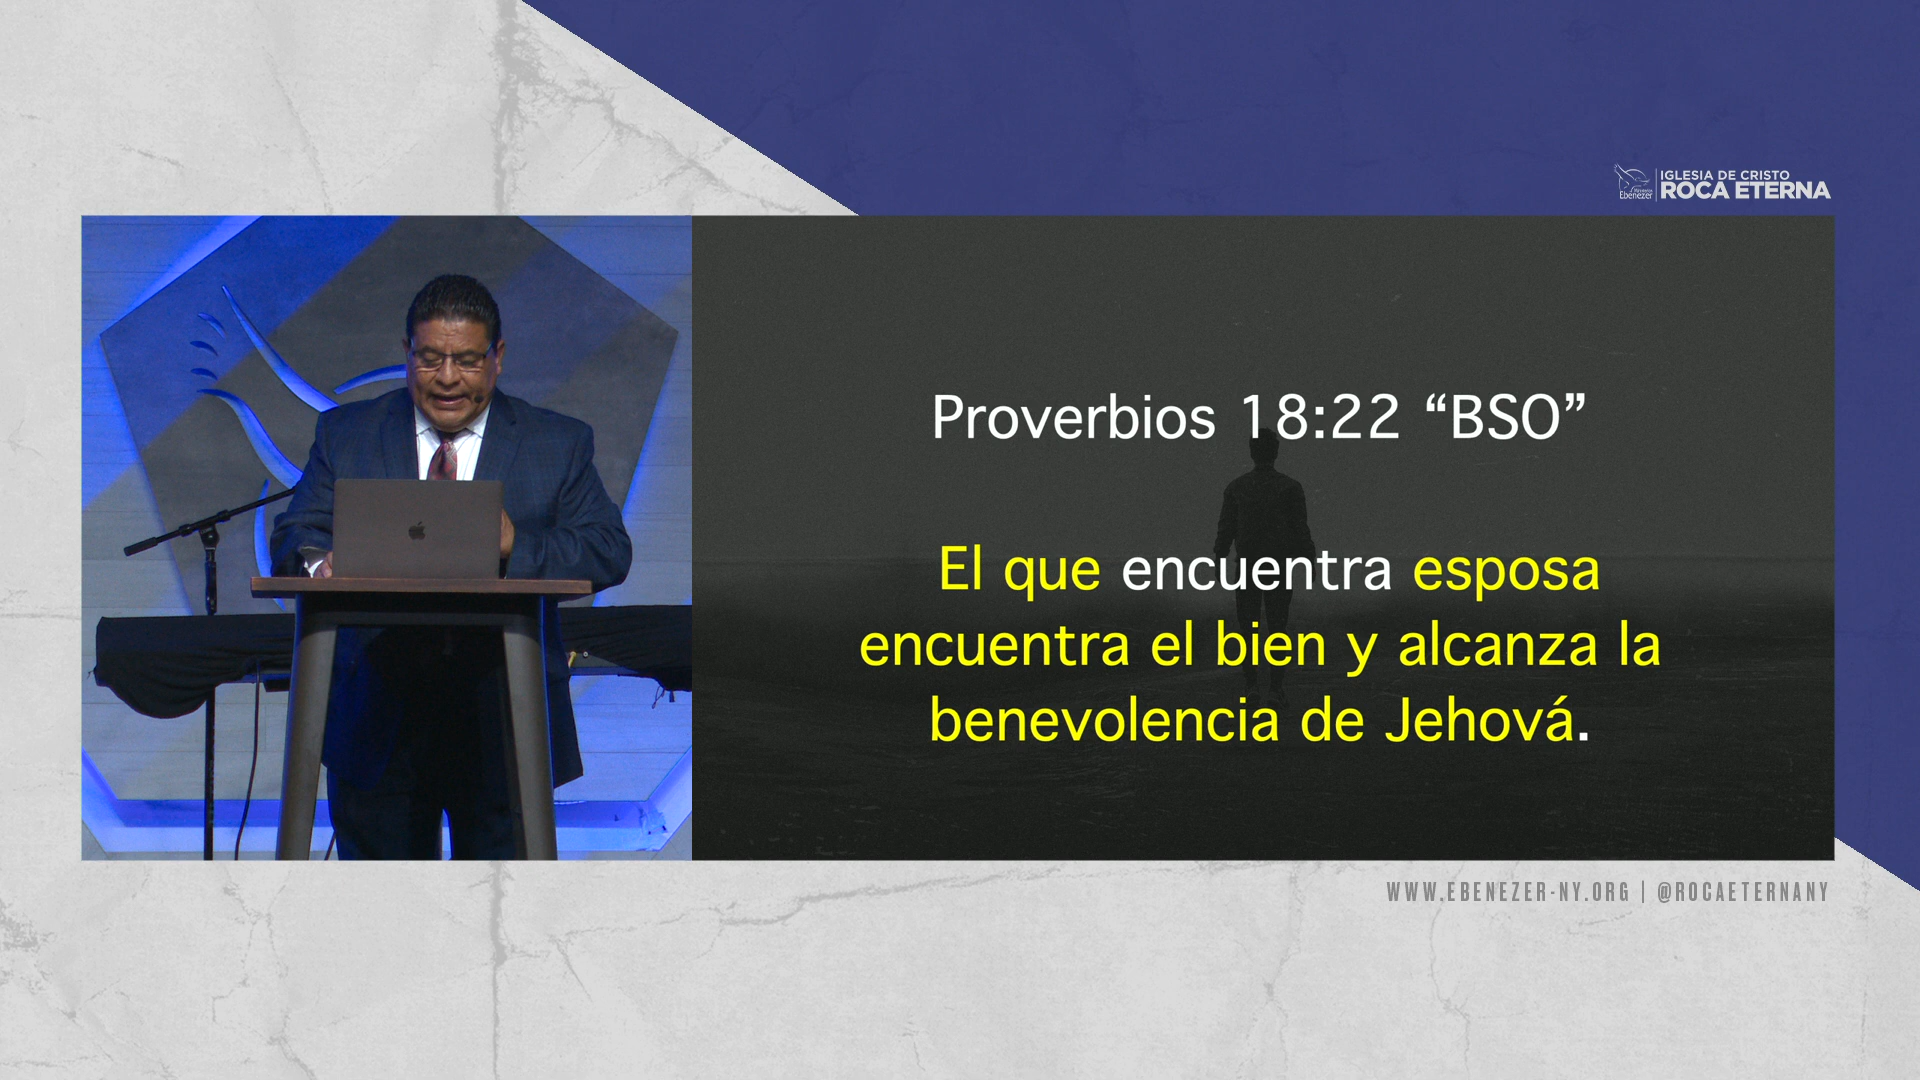 IGLESIA DE CRISTO
Ebenezer
ROCA ETERNA
Proverbios 18:22 “BSO”
El que encuentra esposa
encuentra el bien y alcanza la
benevolencia de Jehová.
WWW.EBENEZER-NY.ORG | @ROCAETERNANY